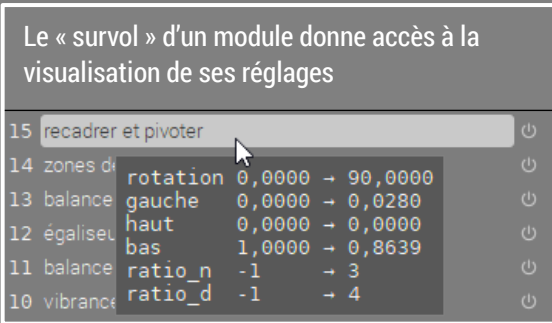 Le « survol » d’un module donne accès à la
visualisation de ses réglages
15 recadrer et pivoter
14 zones
13 balance
12
11 balance
10 vibrance
rotation 0,0000 → 90,0000
gauche 0,0000 → 0,0280
haut 0,0000 → 0,0000
bas 1,0000 → 0,8639
ratio_n -1 → 3
ratio_d -1 → 4